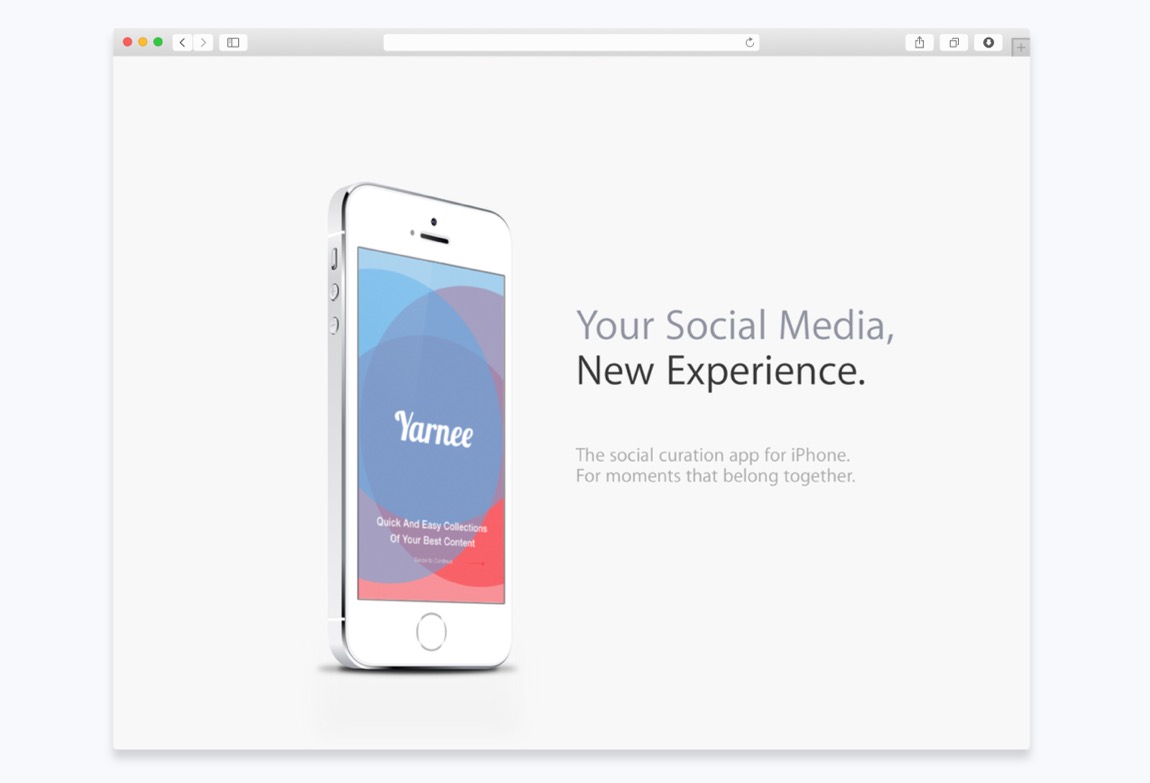 Your Social Media,
New Experience.
The social curation app for iPhone.
For moments that belong together.
Yarnee
Quick And Easy Collections
Of Your Best Content